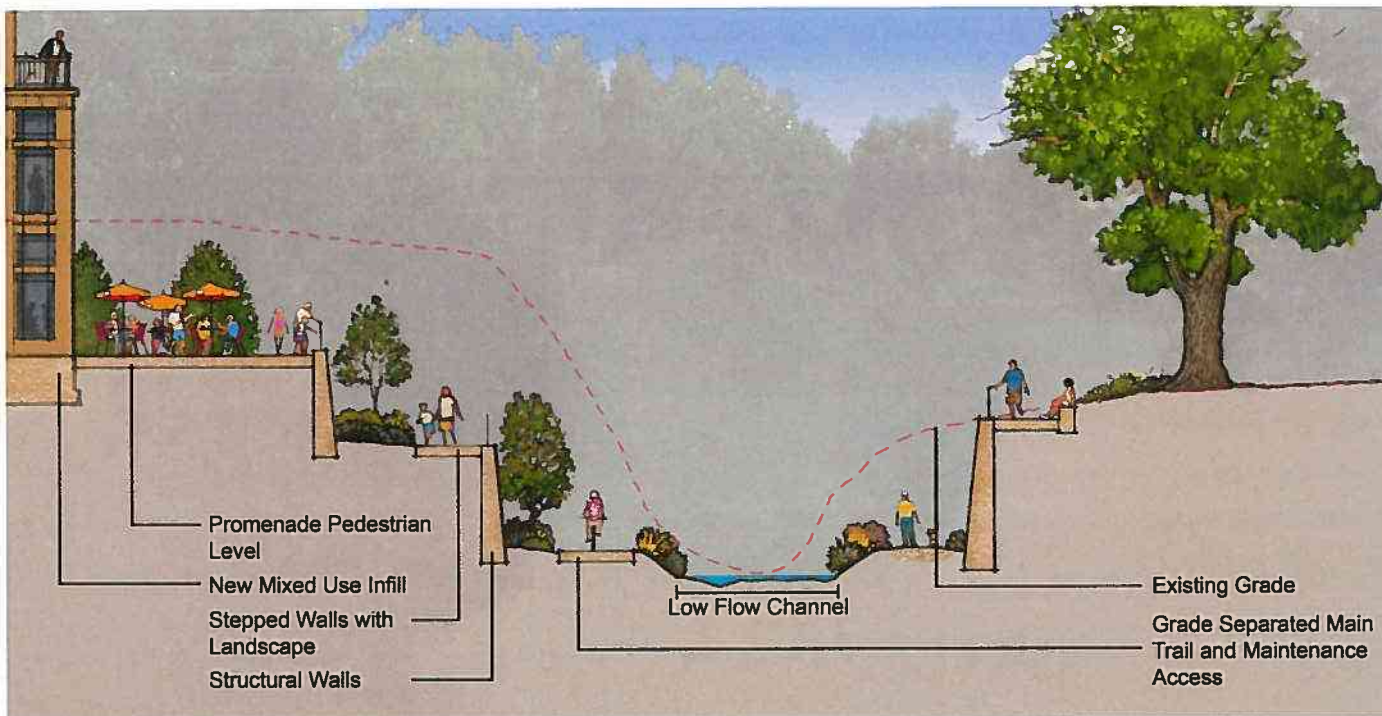 Promenade Pedestrian
Level
New Mixed Use Infill
Stepped Walls with
Landscape
Structural Walls
Low Flow Channel
Existing Grade
Grade Separated Main
Trail and Maintenance
Access